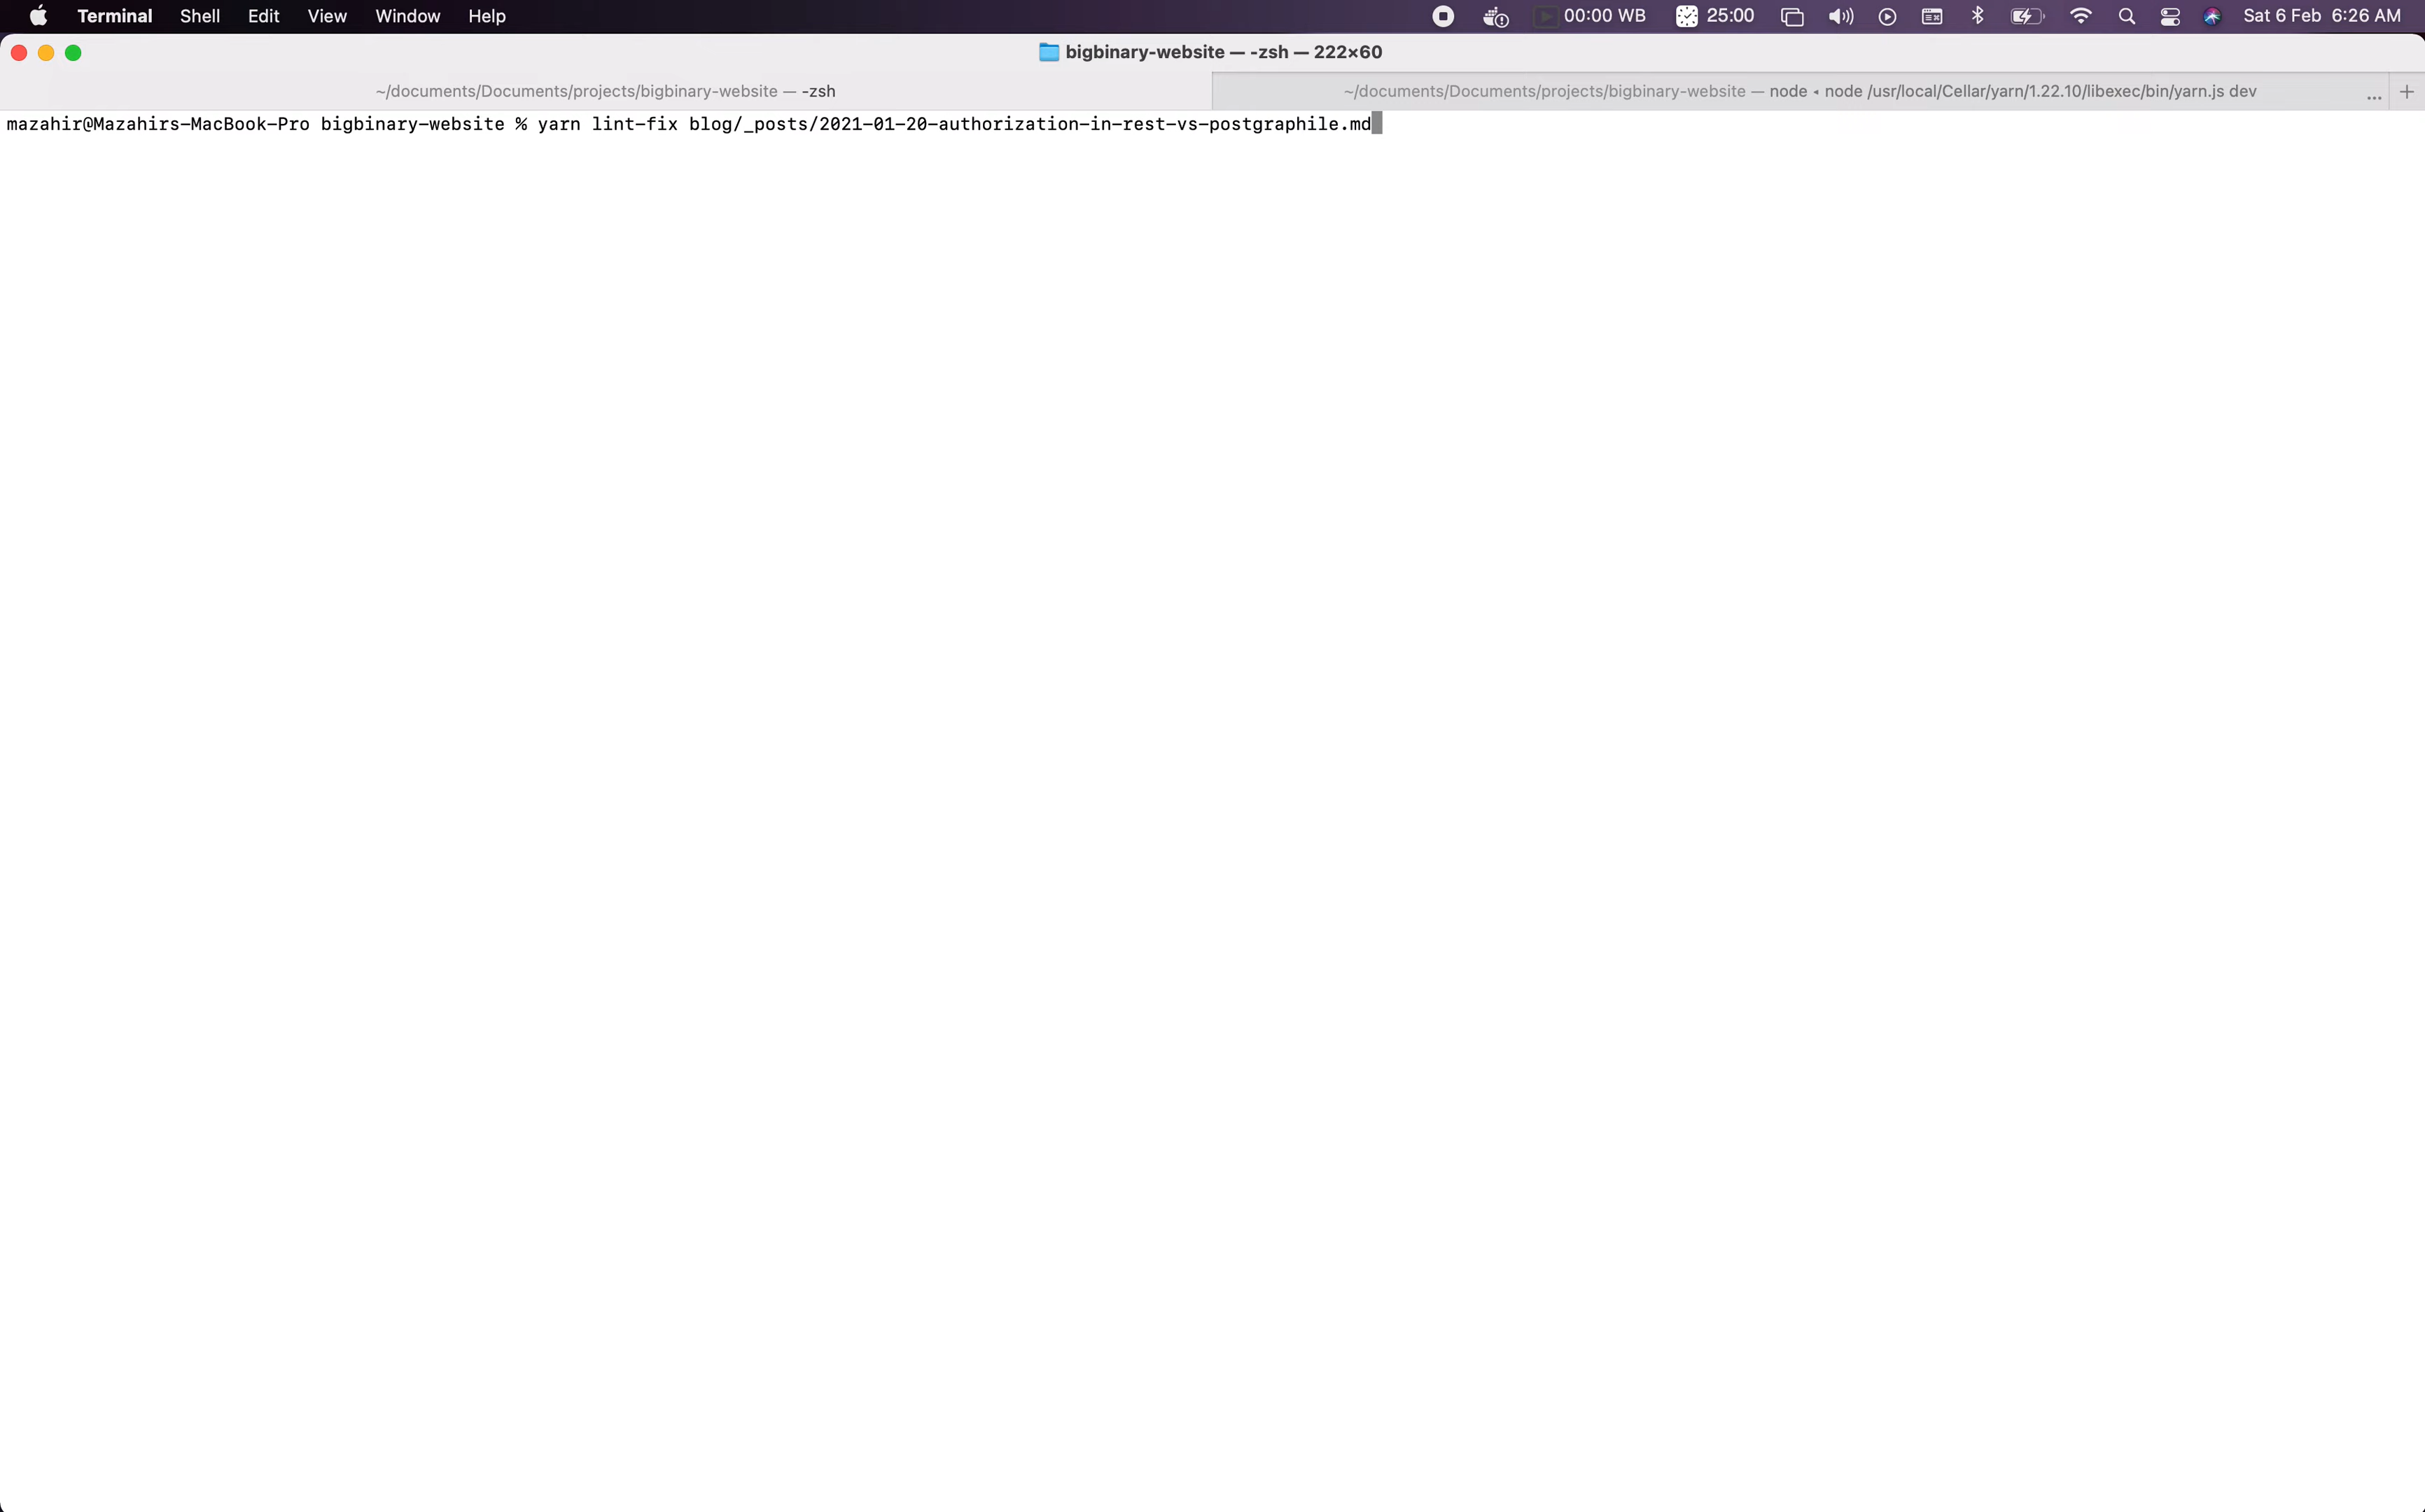 Terminal Shell Edit View Window Help 00:00 WB 25:00 Sat 6 Feb 6:26 AM
bigbinary-website — -zsh — 222×60
~/documents/Documents/projects/bigbinary-website — -zsh ~/documents/Documents/projects/bigbinary-website — node ◂ node /usr/local/Cellar/yarn/1.22.10/libexec/bin/yarn.js dev ... +
mazahir@Mazahirs-MacBook-Pro bigbinary-website % yarn lint-fix blog/_posts/2021-01-20-authorization-in-rest-vs-postgraphile.md